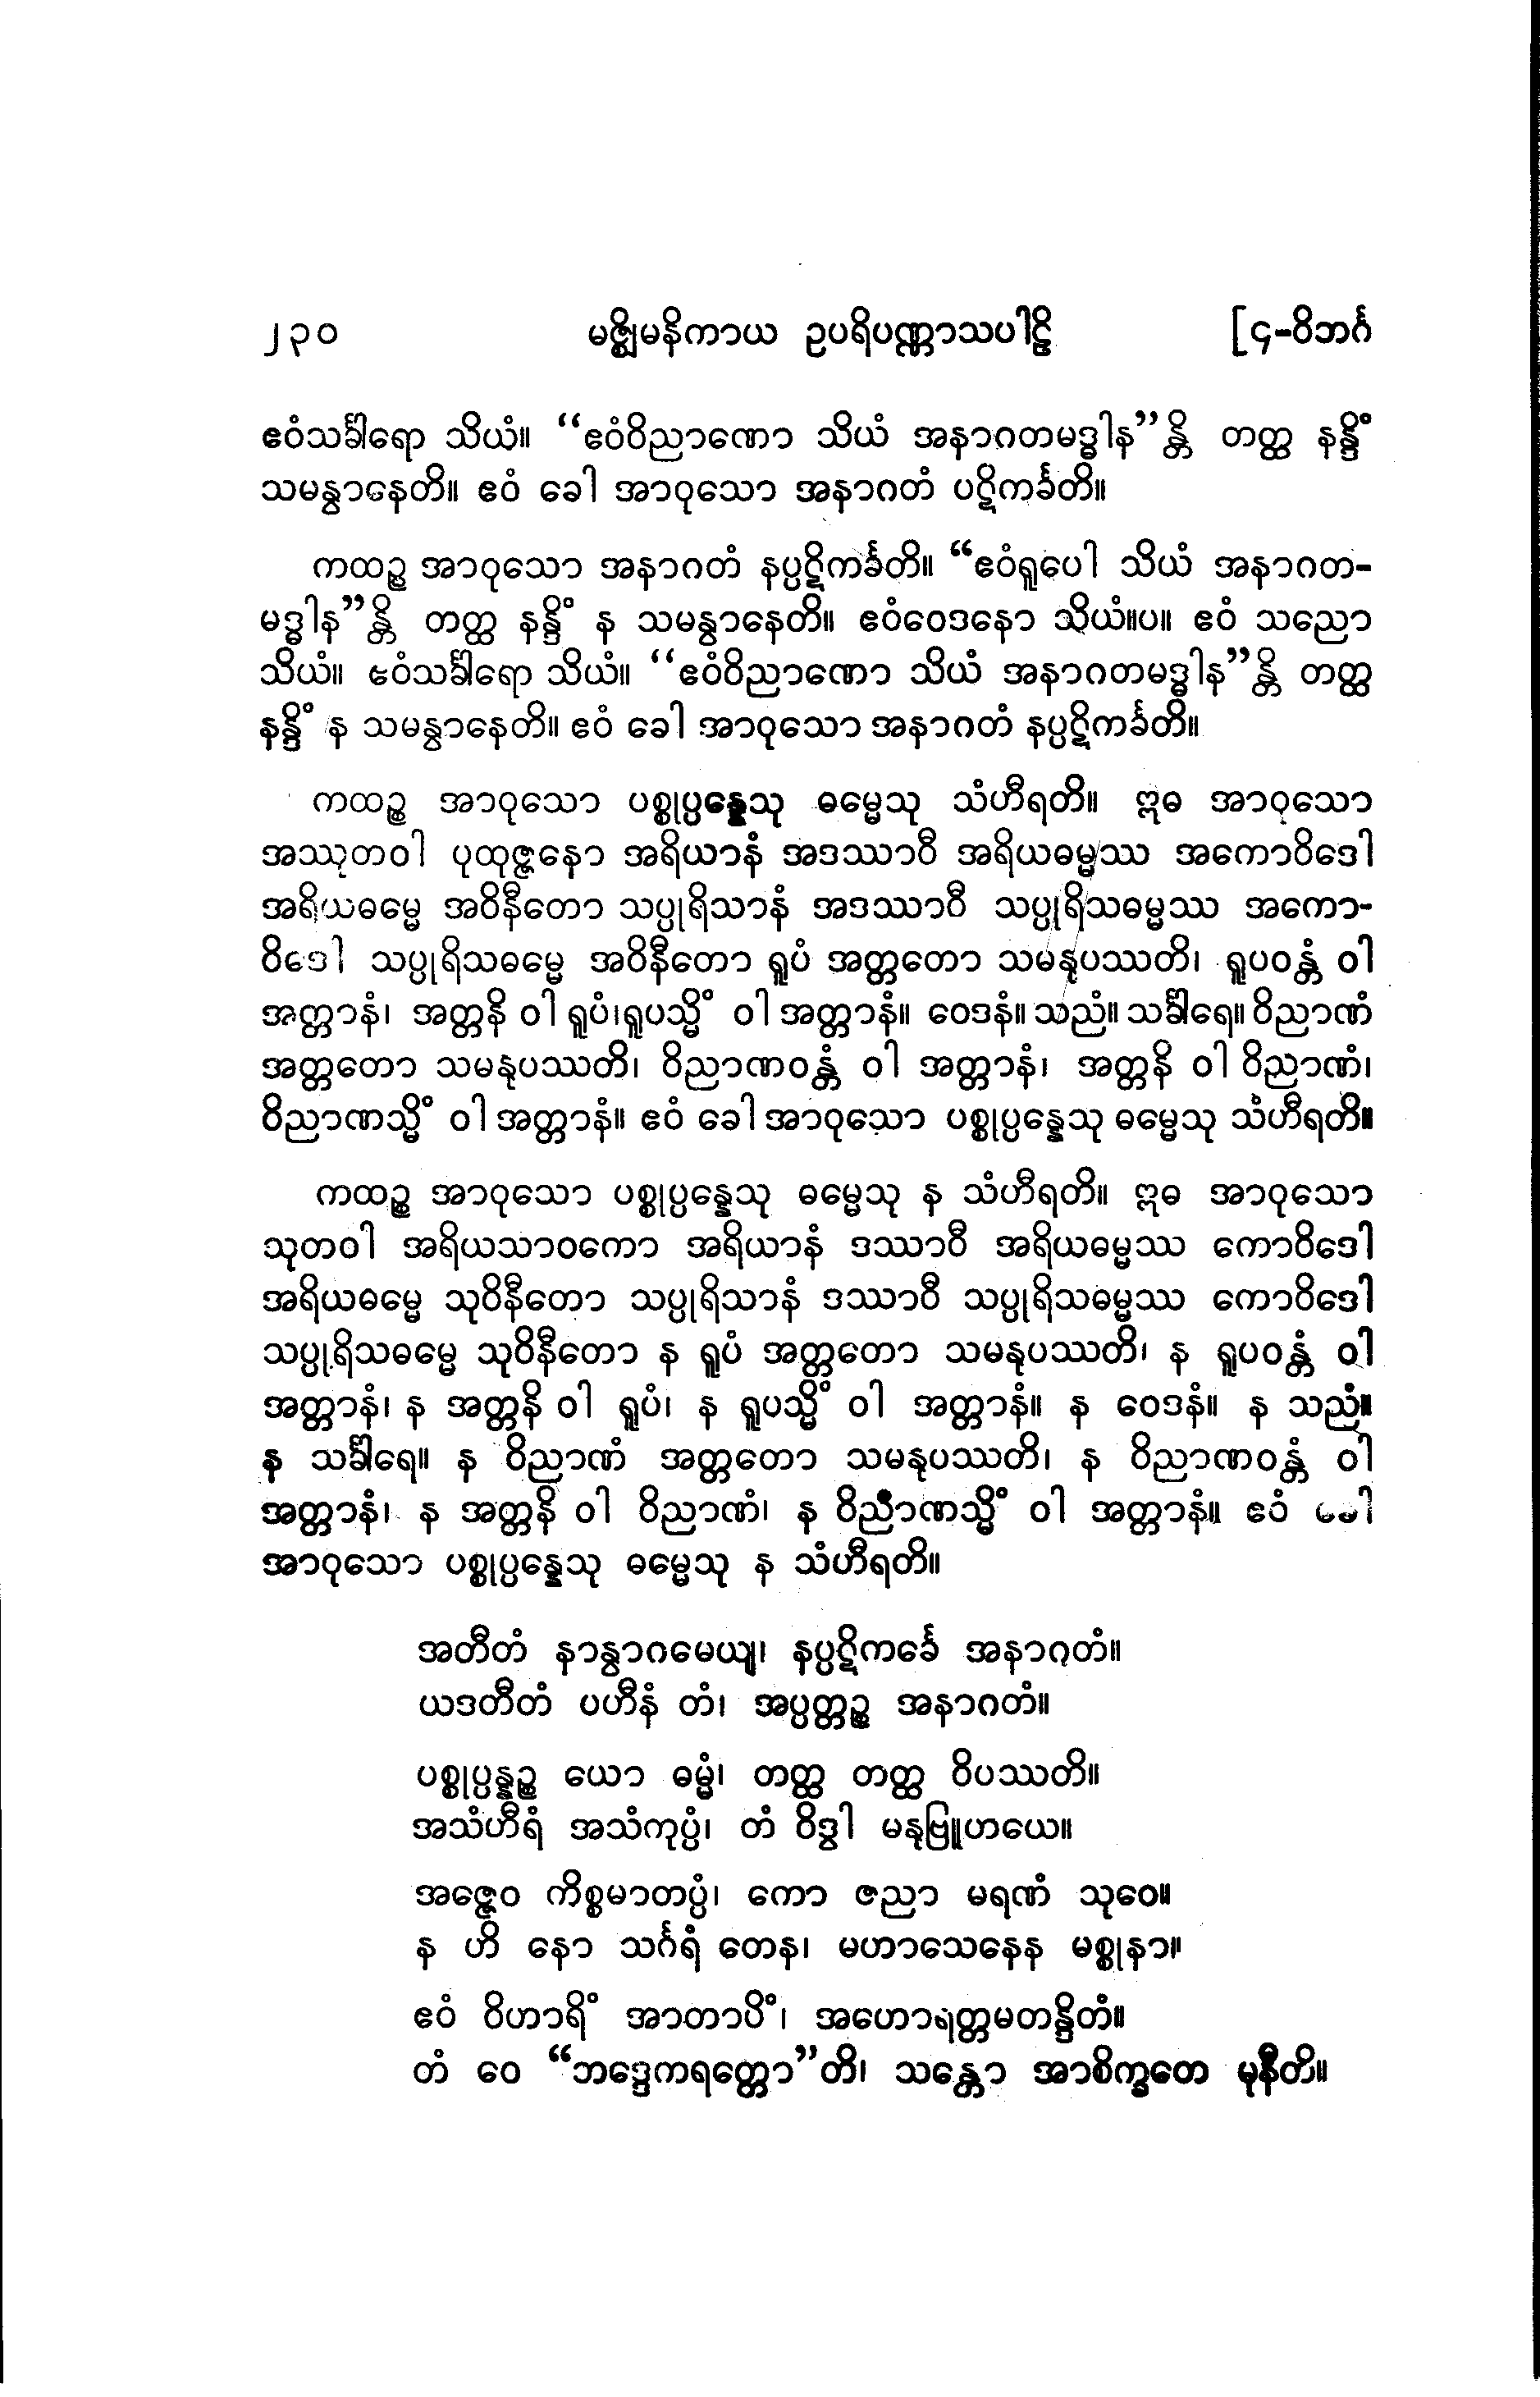 ၂၃၀ မဇ္ဈိမနိကာယ ဥပရိပဏ္ဏာသပါဠိ [၄-ဝိဘင်္ဂ
ဧဝံသင်္ခါရော သိယံ။ “ဧဝံဝိညာဏော သိယံ အနာဂတမဒ္ဓါန”န္တိ တတ္ထ နန္ဒိံ
သမန္ဝာနေတိ။ ဧဝံ ခေါ အာဝုသော အနာဂတံ ပဋိကင်္ခတိ။
ကထဉ္စ အာဝုသော အနာဂတံ နပ္ပဋိကင်္ခတိ။ “ဧဝံရူပေါ သိယံ အနာဂတ-
မဒ္ဓါန”န္တိ တတ္ထ နန္ဒိံ န သမန္ဝာနေတိ။ ဧဝံဝေဒနော သိယံ။ပ။ ဧဝံ သညော
သိယံ။ ဧဝံသင်္ခါရော သိယံ။ “ဧဝံဝိညာဏော သိယံ အနာဂတမဒ္ဓါန”န္တိ တတ္ထ
နန္ဒိံ န သမန္ဝာနေတိ။ ဧဝံ ခေါ အာဝုသော အနာဂတံ နပ္ပဋိကင်္ခတိ။
ကထဉ္စ အာဝုသော ပစ္စုပ္ပန္နေသု ဓမ္မေသု သံဟီရတိ။ ဣဓ အာဝုသော
အဿုတဝါ ပုထုဇ္ဇနော အရိယာနံ အဒဿာဝီ အရိယဓမ္မဿ အကောဝိဒေါ
အရိယဓမ္မေ အဝိနီတော သပ္ပုရိသာနံ အဒဿာဝီ သပ္ပုရိသဓမ္မဿ အကော-
ဝိဒေါ သပ္ပုရိသဓမ္မေ အဝိနီတော ရူပံ အတ္တတော သမနုပဿတိ၊ ရူပဝန္တံ ဝါ
အတ္တာနံ၊ အတ္တနိ ဝါ ရူပံ၊ရူပသ္မိံ ဝါ အတ္တာနံ။ ဝေဒနံ။ သညံ။ သင်္ခါရေ။ ဝိညာဏံ
အတ္တတော သမနုပဿတိ၊ ဝိညာဏဝန္တံ ဝါ အတ္တာနံ၊ အတ္တနိ ဝါ ဝိညာဏံ၊
ဝိညာဏသ္မိံ ဝါ အတ္တာနံ။ ဧဝံ ခေါ အာဝုသော ပစ္စုပ္ပန္နေသု ဓမ္မေသု သံဟီရတိ။
ကထဉ္စ အာဝုသော ပစ္စုပ္ပန္နေသု ဓမ္မေသု န သံဟီရတိ။ ဣဓ အာဝုသော
သုတဝါ အရိယသာဝကော အရိယာနံ ဒဿာဝီ အရိယဓမ္မဿ ကောဝိဒေါ
အရိယဓမ္မေ သုဝိနီတော သပ္ပုရိသာနံ ဒဿာဝီ သပ္ပုရိသဓမ္မဿ ကောဝိဒေါ
သပ္ပုရိသဓမ္မေ သုဝိနီတော န ရူပံ အတ္တတော သမနုပဿတိ၊ န ရူပဝန္တံ ဝါ
အတ္တာနံ၊ န အတ္တနိ ဝါ ရူပံ၊ န ရူပသ္မိံ ဝါ အတ္တာနံ။ န ဝေဒနံ။ န သညံ။
န သင်္ခါရေ။ န ဝိညာဏံ အတ္တတော သမနုပဿတိ၊ န ဝိညာဏဝန္တံ ဝါ
အတ္တာနံ၊ န အတ္တနိ ဝါ ဝိညာဏံ၊ န ဝိညာဏသ္မိံ ဝါ အတ္တာနံ။ ဧဝံ ခေါ
အာဝုသော ပစ္စုပ္ပန္နေသု ဓမ္မေသု န သံဟီရတိ။
အတီတံ နာန္ဝာဂမေယျ၊ နပ္ပဋိကင်္ခေ အနာဂတံ။
ယဒတီတံ ပဟီနံ တံ၊ အပ္ပတ္တဉ္စ အနာဂတံ။
ပစ္စုပ္ပန္နဉ္စ ယော ဓမ္မံ၊ တတ္ထ တတ္ထ ဝိပဿတိ။
အသံဟီရံ အသံကုပ္ပံ၊ တံ ဝိဒွါ မနုဗြူဟယေ။
အဇ္ဇေဝ ကိစ္စမာတပ္ပံ၊ ကော ဇညာ မရဏံ သုဝေ။
န ဟိ နော သင်္ဂရံ တေန၊ မဟာသေနေန မစ္စုနာ။
ဧဝံ ဝိဟာရိံ အာတာပိံ၊ အဟောရတ္တမတန္ဒိတံ။
တံ ဝေ “ဘဒ္ဒေကရတ္တော”တိ၊ သန္တော အာစိက္ခတေ မုနီတိ။